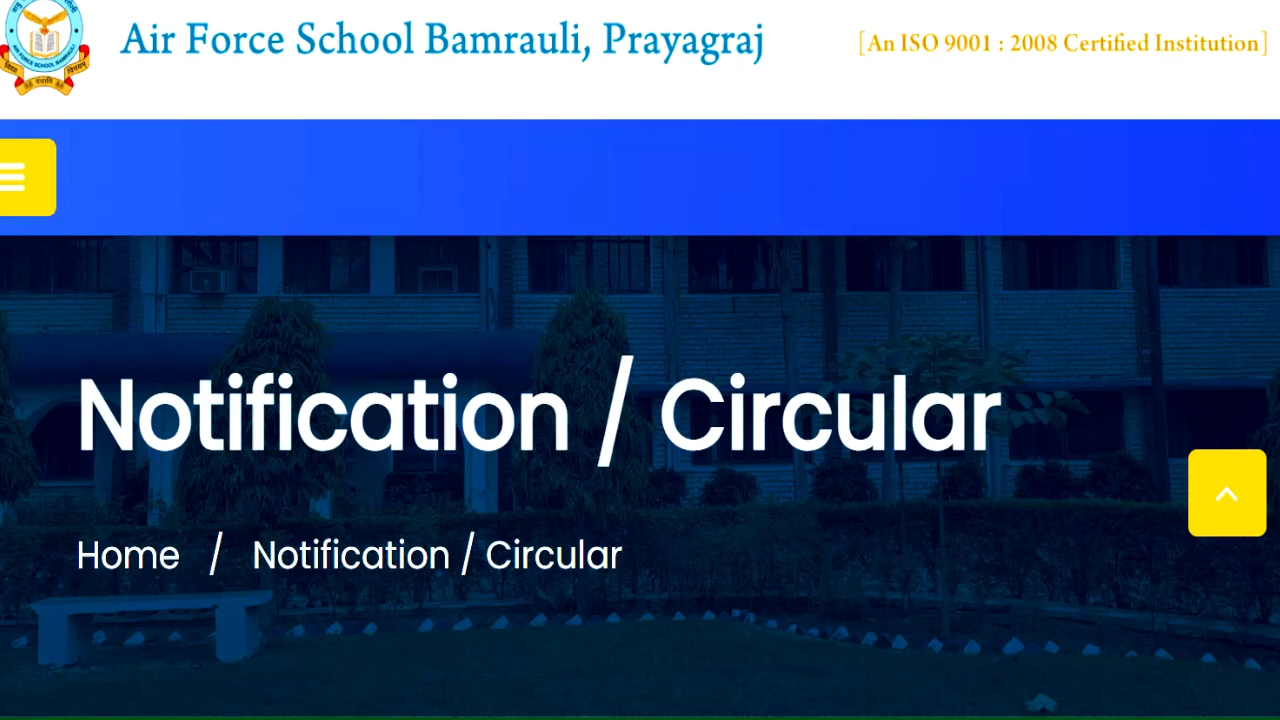 Air Force School Bamrauli, Prayagraj
[An ISO 9001 : 2008 Certified Institution]
Notification / Circular
Home / Notification / Circular